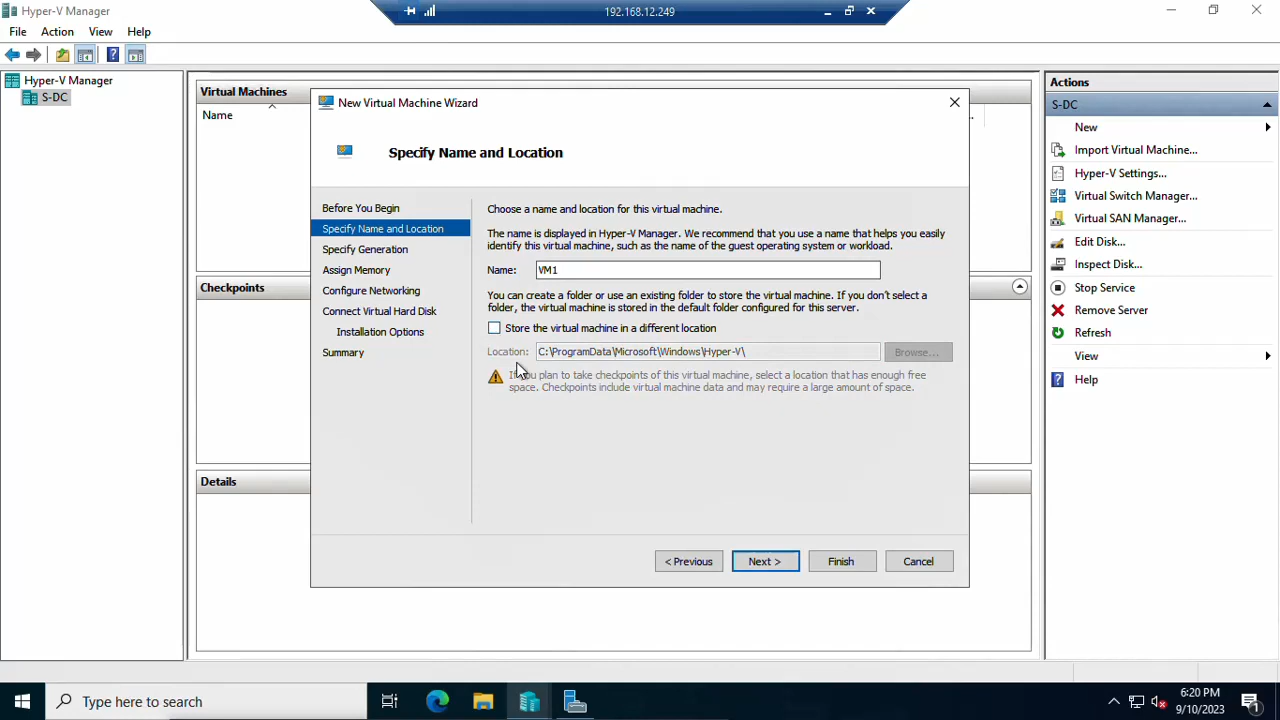 Hyper-V Manager
192.168.12.249
File Action View Help
Hyper-V Manager
S-DC
Virtual Machines
Name
Checkpoints
Details
New Virtual Machine Wizard
Specify Name and Location
Before You Begin
Specify Name and Location
Specify Generation
Assign Memory
Configure Networking
Connect Virtual Hard Disk
Installation Options
Summary
Choose a name and location for this virtual machine.
The name is displayed in Hyper-V Manager. We recommend that you use a name that helps you easily
identify this virtual machine, such as the name of the guest operating system or workload.
Name: VM1
You can create a folder or use an existing folder to store the virtual machine. If you don't select a
folder, the virtual machine is stored in the default folder configured for this server.
Store the virtual machine in a different location
Location: C:\ProgramData\Microsoft\Windows\Hyper-V\ Browse...
If you plan to take checkpoints of this virtual machine, select a location that has enough free
space. Checkpoints include virtual machine data and may require a large amount of space.
< Previous Next > Finish Cancel
Actions
S-DC
New
Import Virtual Machine...
Hyper-V Settings...
Virtual Switch Manager...
Virtual SAN Manager...
Edit Disk...
Inspect Disk...
Stop Service
Remove Server
Refresh
View
Help
Type here to search
6:20 PM
9/10/2023
1